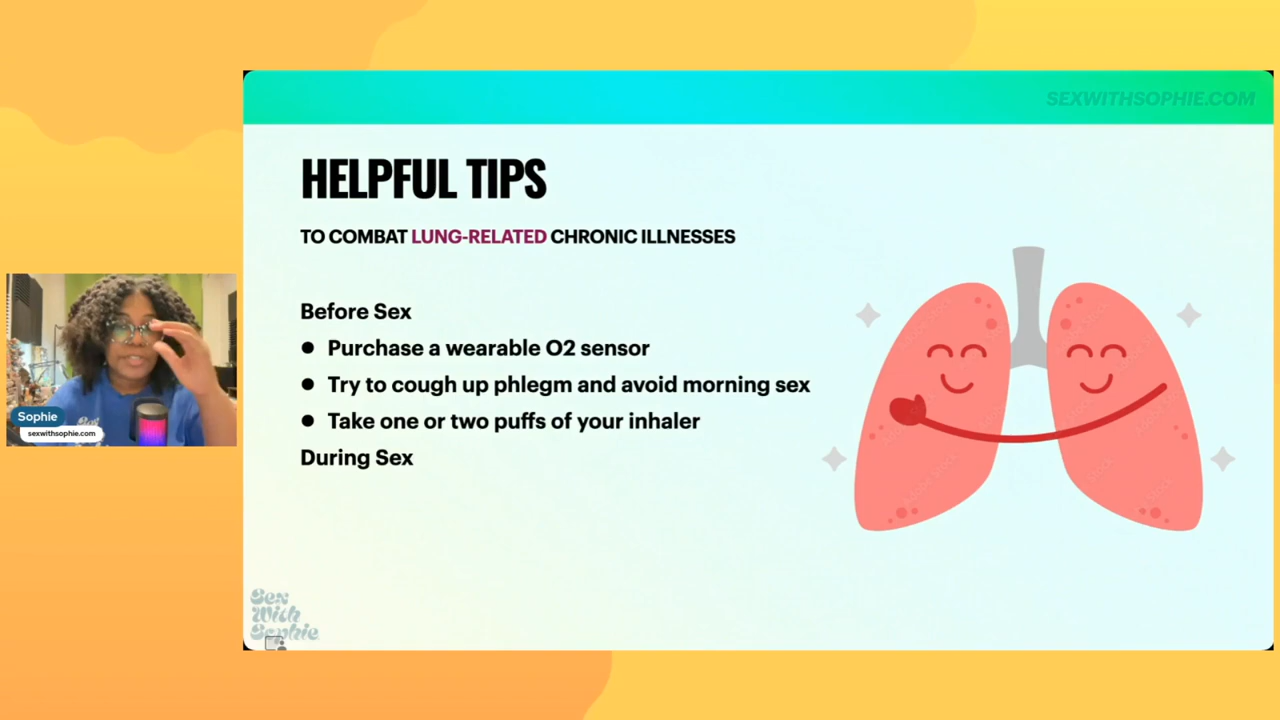 SEXWITHSOPHIE.COM
HELPFUL TIPS
TO COMBAT LUNG-RELATED CHRONIC ILLNESSES
Before Sex
● Purchase a wearable O2 sensor
● Try to cough up phlegm and avoid morning sex
● Take one or two puffs of your inhaler
During Sex
Sophie
sexwithsophie.com
Sex
With
Sophie